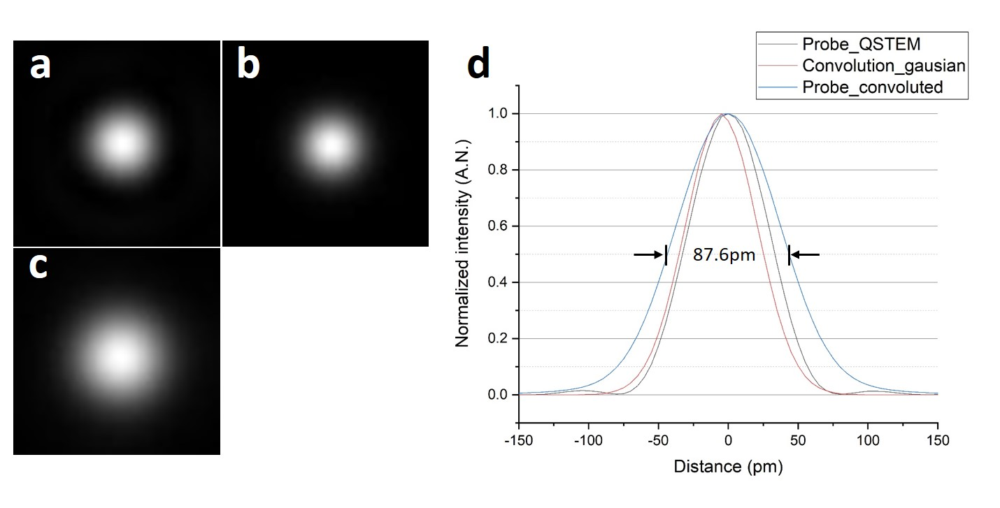 a
b
c
d
Probe_QSTEM
Convolution_gausian
Probe_convoluted
Normalized intensity (A.N.)
1.0
0.8
0.6
0.4
0.2
0.0
87.6pm
-150 -100 -50 0 50 100 150
Distance (pm)